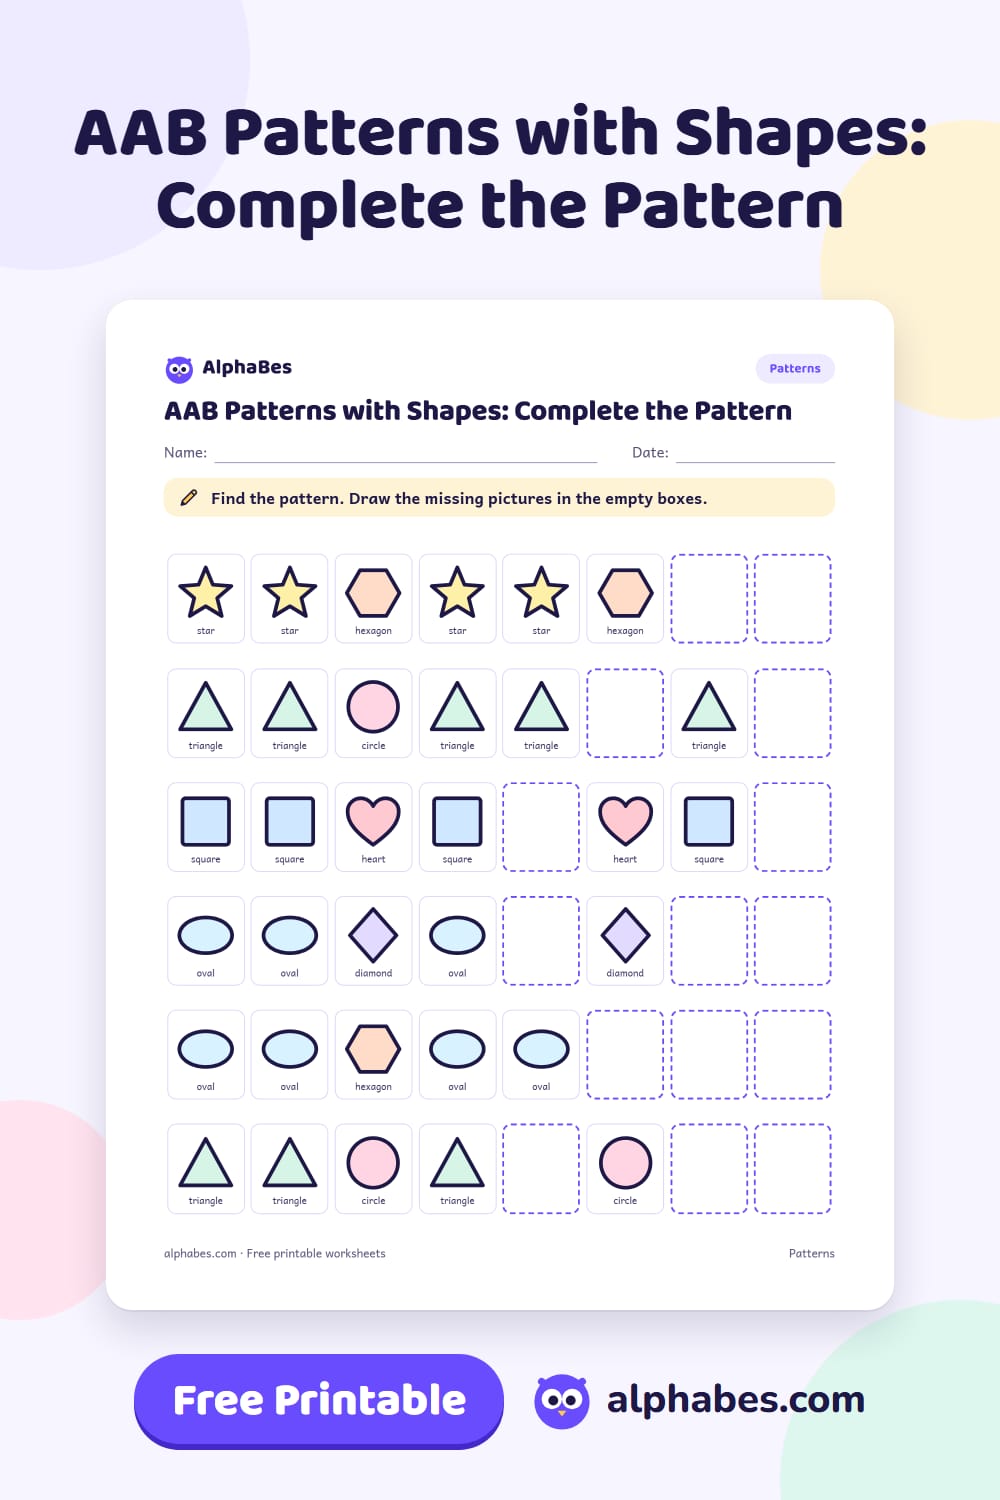 AAB Patterns with Shapes:
Complete the Pattern
AlphaBes
Patterns
AAB Patterns with Shapes: Complete the Pattern
Name:
Date:
Find the pattern. Draw the missing pictures in the empty boxes.
star star hexagon star star hexagon
triangle triangle circle triangle triangle triangle
square square heart square heart square
oval oval diamond oval diamond
oval oval hexagon oval oval
triangle triangle circle triangle circle
alphabes.com · Free printable worksheets
Patterns
Free Printable
alphabes.com